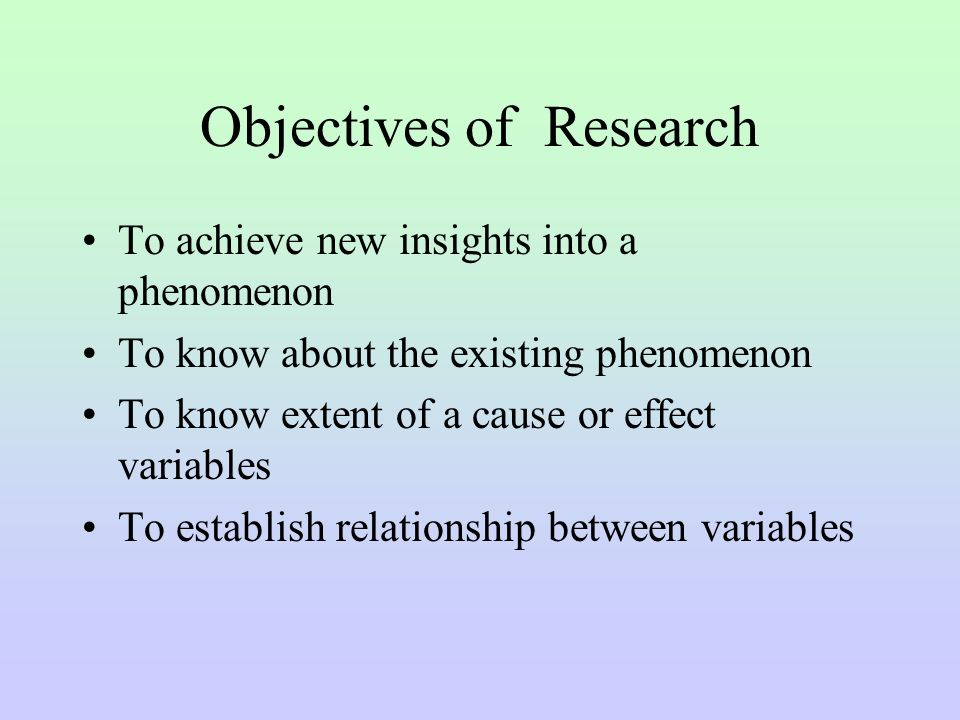 Objectives of  Research
• To achieve new insights into a
phenomenon
• To know about the existing phenomenon
• To know extent of a cause or effect
variables
• To establish relationship between variables